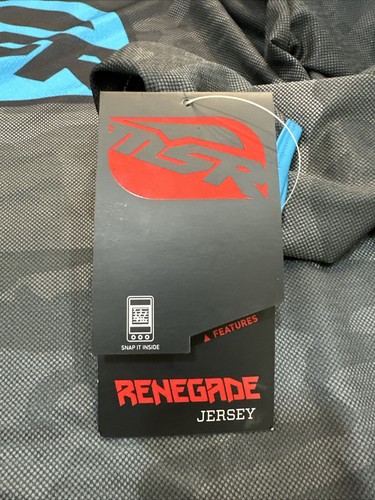 MSR
SNAP IT INSIDE
▲ FEATURES
RENEGADE
JERSEY